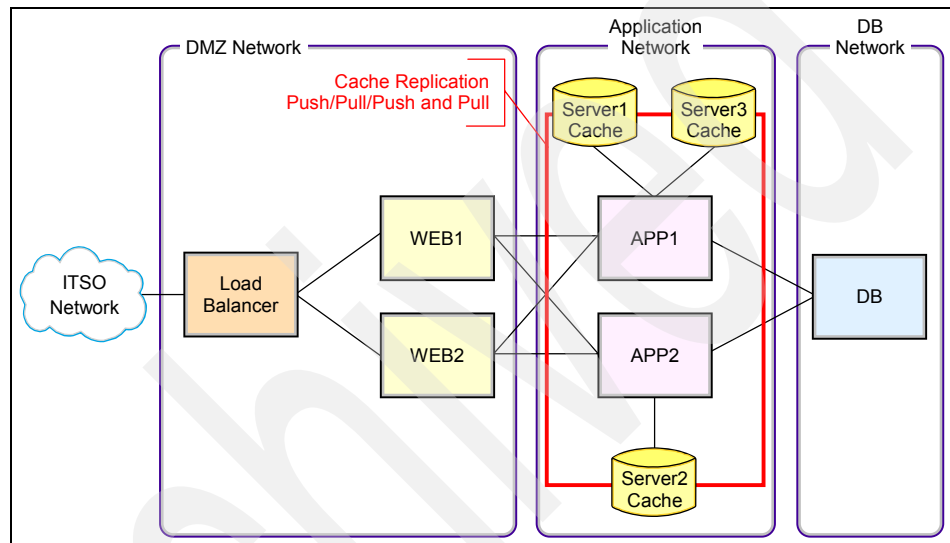 DMZ Network
Application
Network
DB
Network
Cache Replication
Push/Pull/Push and Pull
Server1
Cache
Server3
Cache
WEB1
APP1
ITSO
Network
Load
Balancer
DB
WEB2
APP2
Server2
Cache